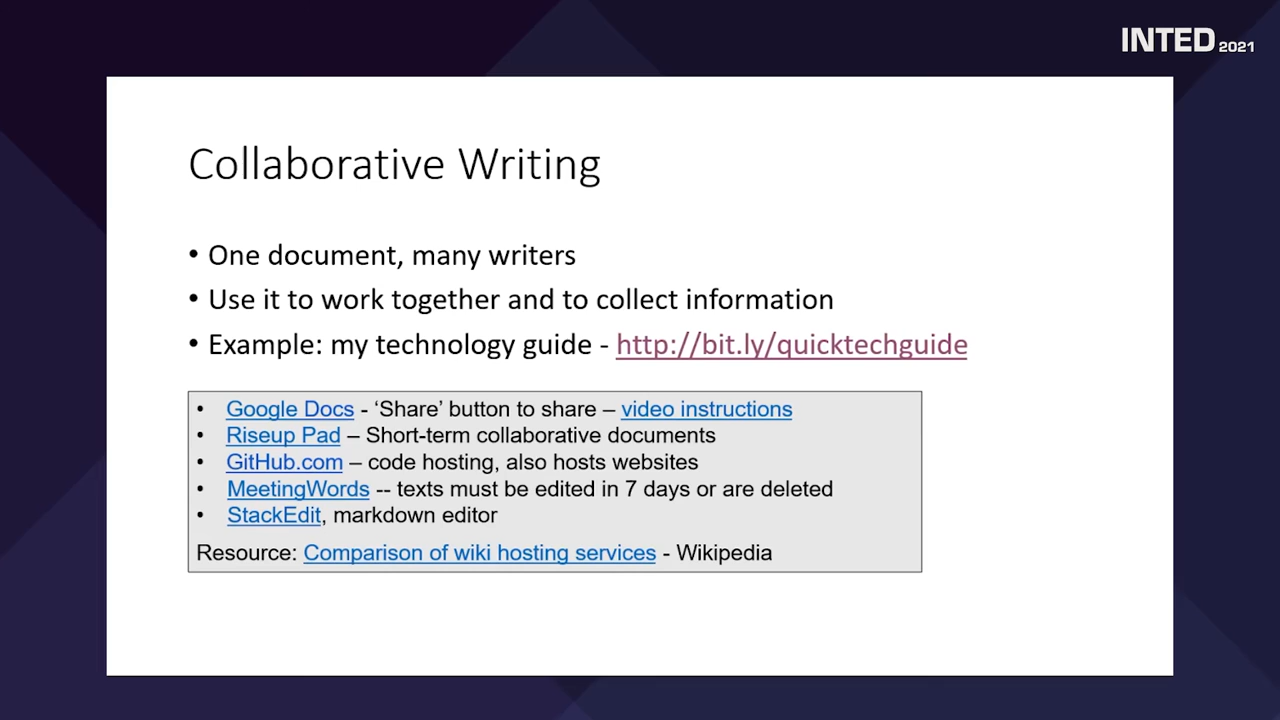 INTED 2021
Collaborative Writing
• One document, many writers
• Use it to work together and to collect information
• Example: my technology guide - http://bit.ly/quicktechguide
• Google Docs - ‘Share’ button to share – video instructions
• Riseup Pad – Short-term collaborative documents
• GitHub.com – code hosting, also hosts websites
• MeetingWords -- texts must be edited in 7 days or are deleted
• StackEdit, markdown editor
Resource: Comparison of wiki hosting services - Wikipedia